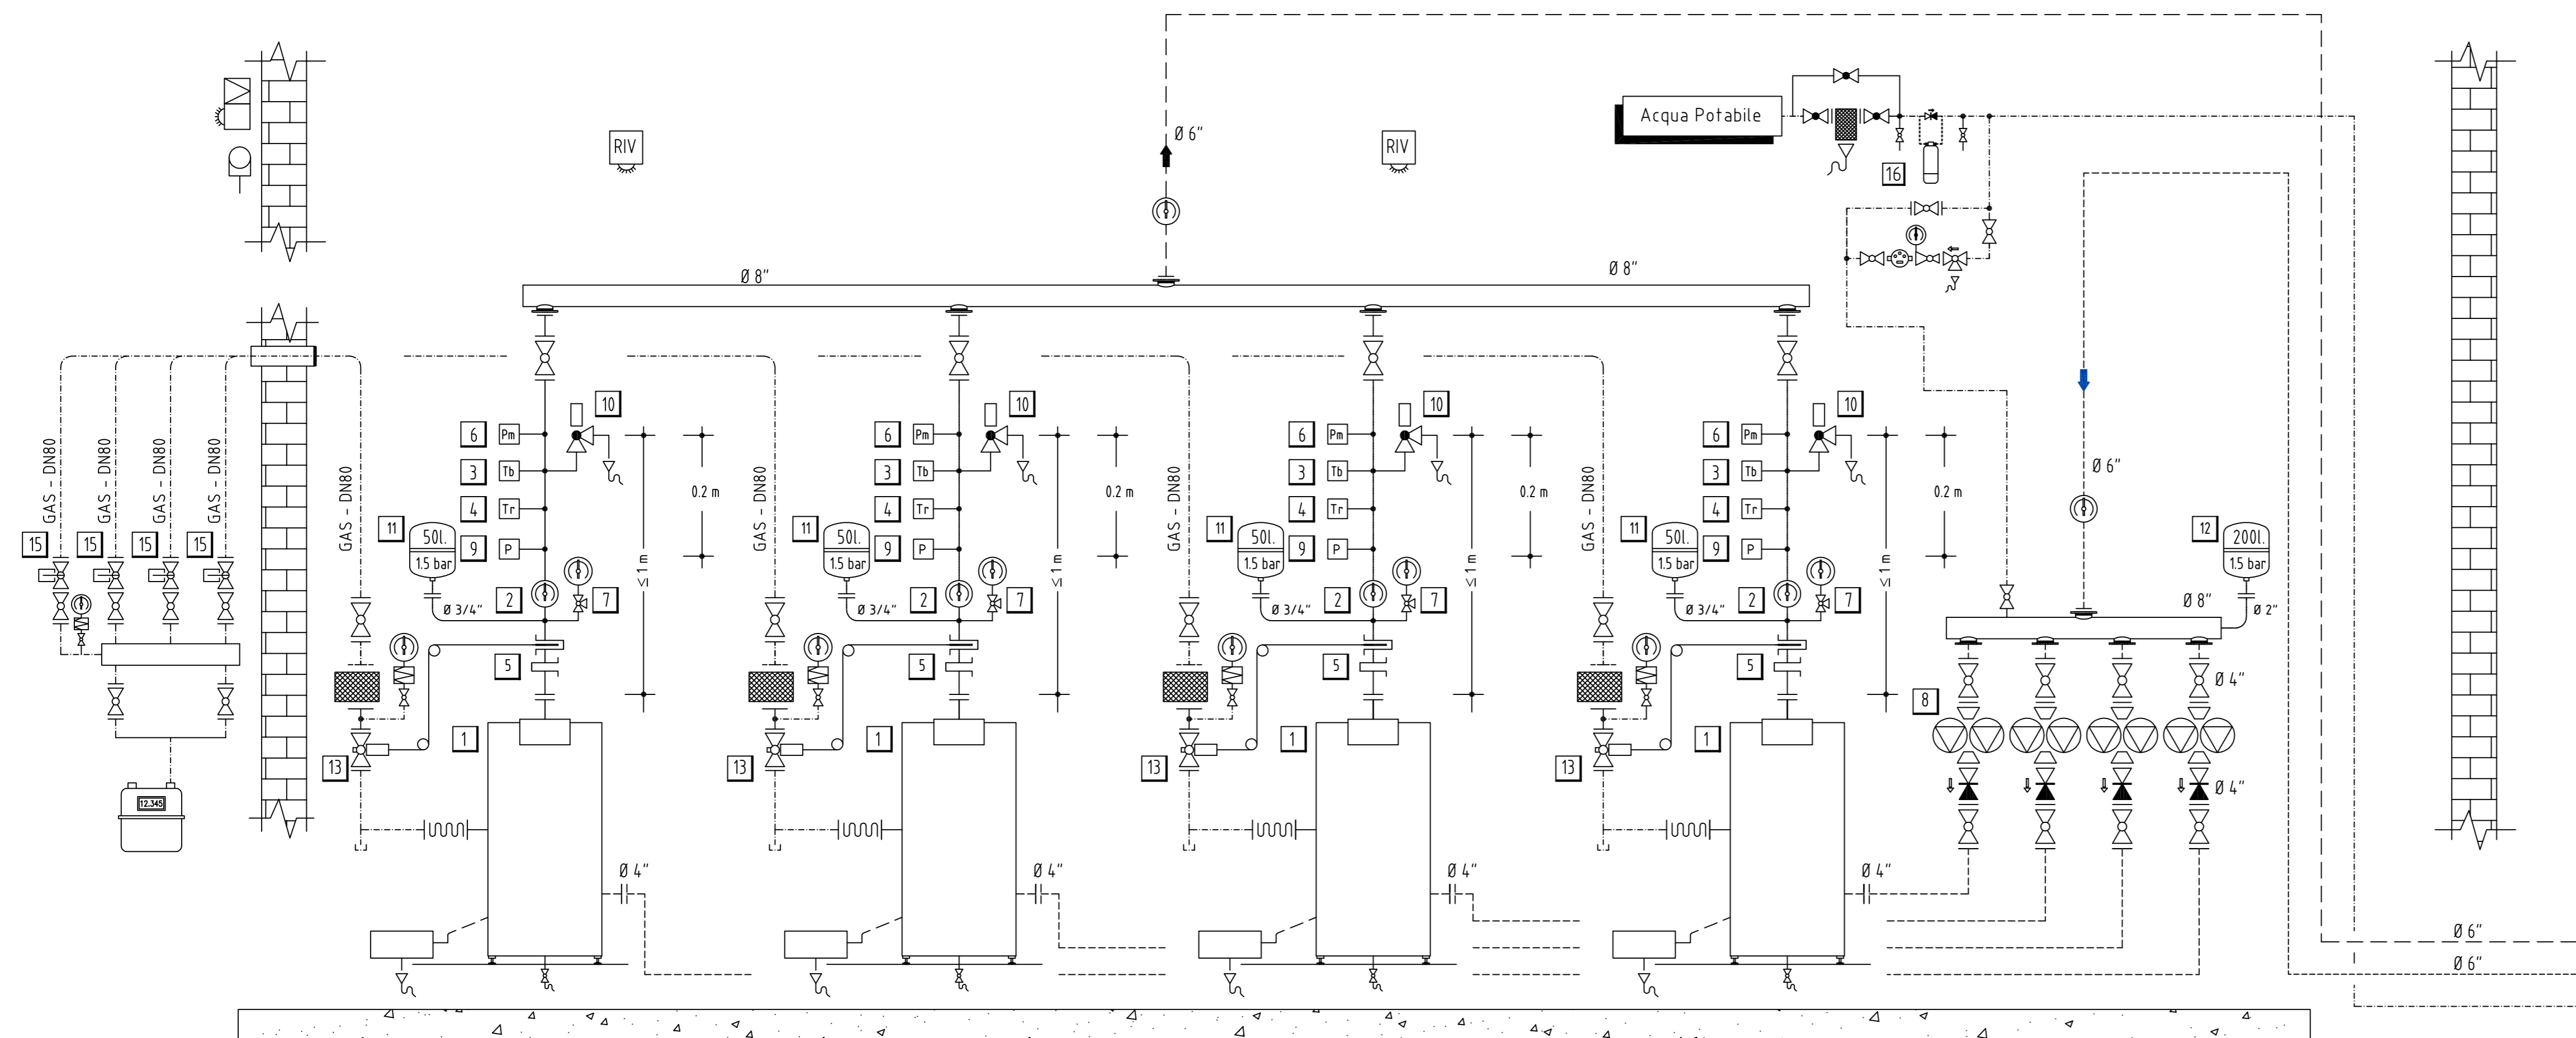 Acqua Potabile
Ø 6"
RIV
RIV
16
Ø 8"
Ø 8"
GAS - DN80
GAS - DN80
GAS - DN80
GAS - DN80
15
15
15
15
12.345
GAS - DN80
10
6
Pm
3
Tb
4
Tr
0.2 m
11
50l.
1.5 bar
9
P
≤ 1 m
2
7
Ø 3/4"
5
1
13
Ø 4"
GAS - DN80
10
6
Pm
3
Tb
4
Tr
0.2 m
11
50l.
1.5 bar
9
P
≤ 1 m
2
7
Ø 3/4"
5
1
13
Ø 4"
GAS - DN80
10
6
Pm
3
Tb
4
Tr
0.2 m
11
50l.
1.5 bar
9
P
≤ 1 m
2
7
Ø 3/4"
5
1
13
Ø 4"
GAS - DN80
10
6
Pm
3
Tb
4
Tr
0.2 m
11
50l.
1.5 bar
9
P
≤ 1 m
2
7
Ø 3/4"
5
1
13
Ø 4"
Ø 6"
12
200l.
1.5 bar
Ø 8"
Ø 2"
8
Ø 4"
Ø 4"
Ø 6"
Ø 6"